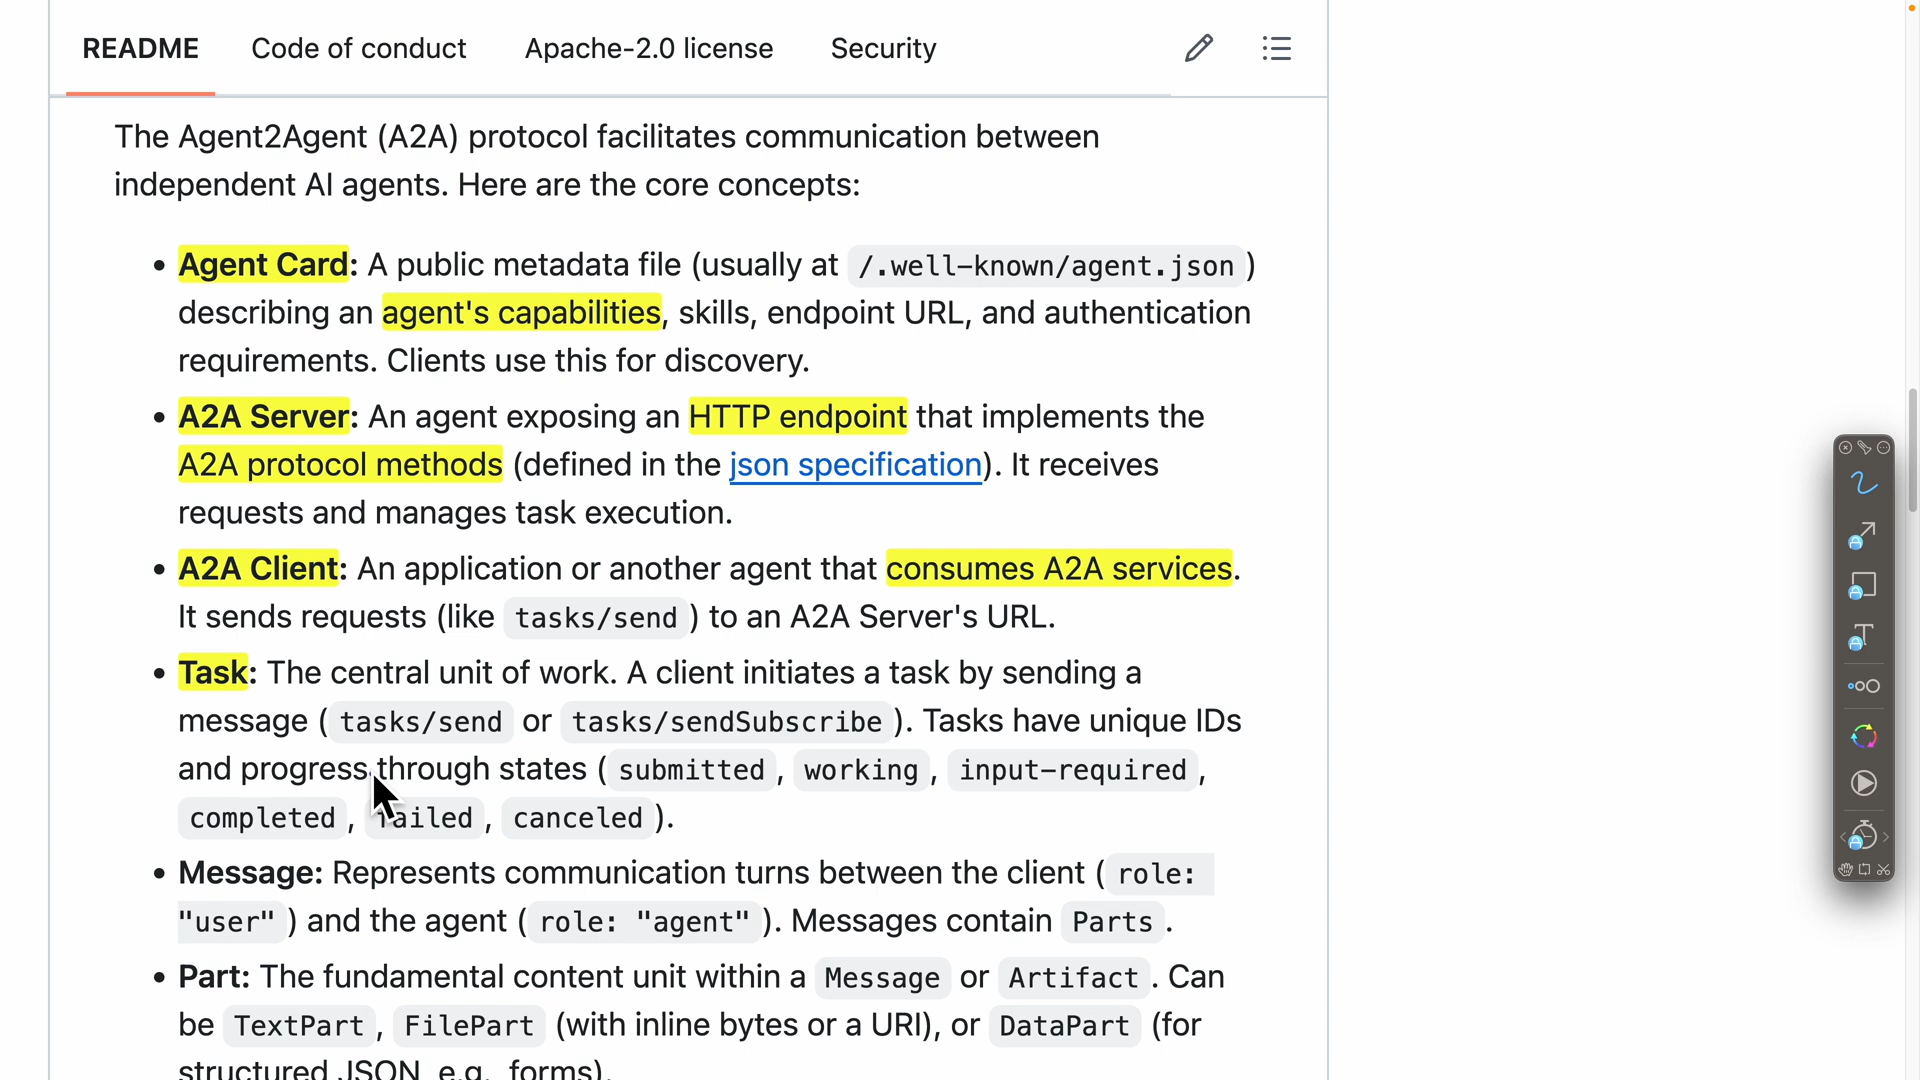 README Code of conduct Apache-2.0 license Security
The Agent2Agent (A2A) protocol facilitates communication between
independent AI agents. Here are the core concepts:
• Agent Card: A public metadata file (usually at /.well-known/agent.json)
describing an agent's capabilities, skills, endpoint URL, and authentication
requirements. Clients use this for discovery.
• A2A Server: An agent exposing an HTTP endpoint that implements the
A2A protocol methods (defined in the json specification). It receives
requests and manages task execution.
• A2A Client: An application or another agent that consumes A2A services.
It sends requests (like tasks/send) to an A2A Server's URL.
• Task: The central unit of work. A client initiates a task by sending a
message (tasks/send or tasks/sendSubscribe). Tasks have unique IDs
and progress through states (submitted, working, input-required,
completed, failed, canceled).
• Message: Represents communication turns between the client (role:
"user") and the agent (role: "agent"). Messages contain Parts.
• Part: The fundamental content unit within a Message or Artifact. Can
be TextPart, FilePart (with inline bytes or a URI), or DataPart (for
structured JSON, e.g., forms).